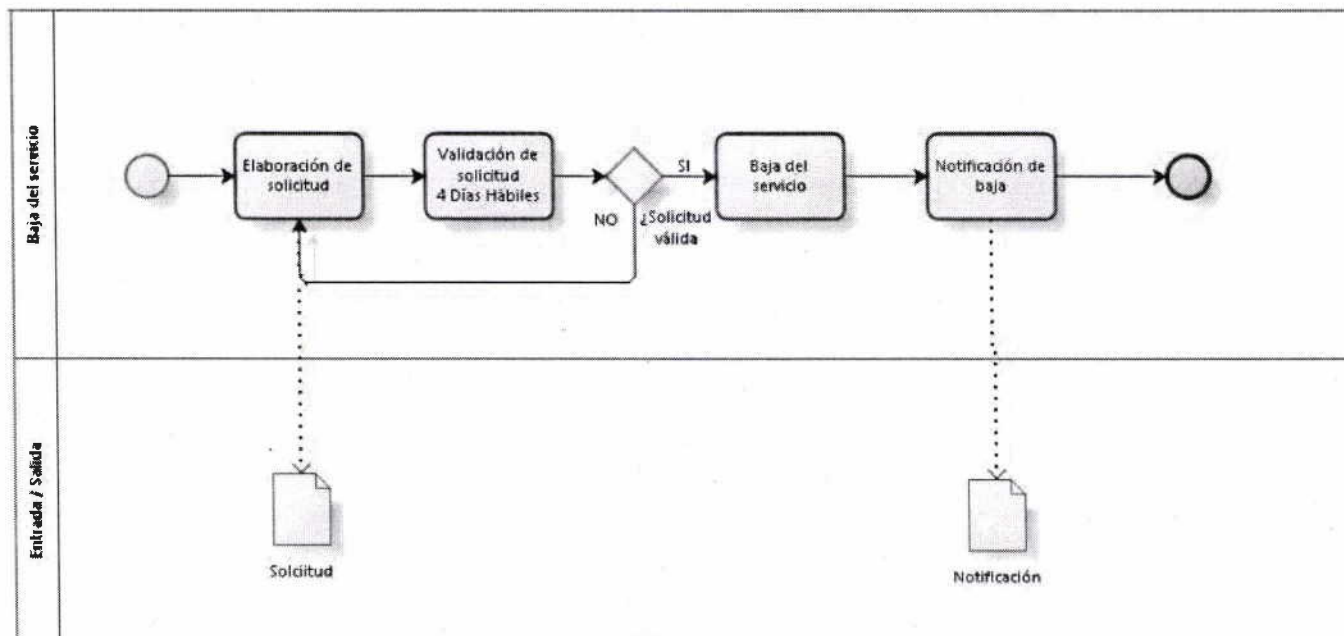 Baja del servicio
Elaboración de
solicitud
Validación de
solicitud
4 Días Hábiles
SI
NO
¿Solicitud
válida
Baja del
servicio
Notificación de
baja
Entrada / Salida
Solciitud
Notificación